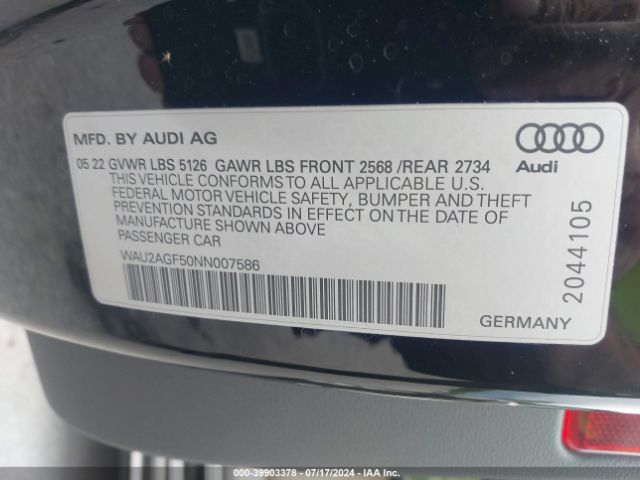 MFD. BY AUDI AG
05 22 GVWR LBS 5126 GAWR LBS FRONT 2568 /REAR 2734
THIS VEHICLE CONFORMS TO ALL APPLICABLE U.S.
FEDERAL MOTOR VEHICLE SAFETY, BUMPER AND THEFT
PREVENTION STANDARDS IN EFFECT ON THE DATE OF
MANUFACTURE SHOWN ABOVE
PASSENGER CAR
WAU2AGF50NN007586
Audi
2044105
GERMANY
000-39903378 - 07/17/2024 - IAA Inc.